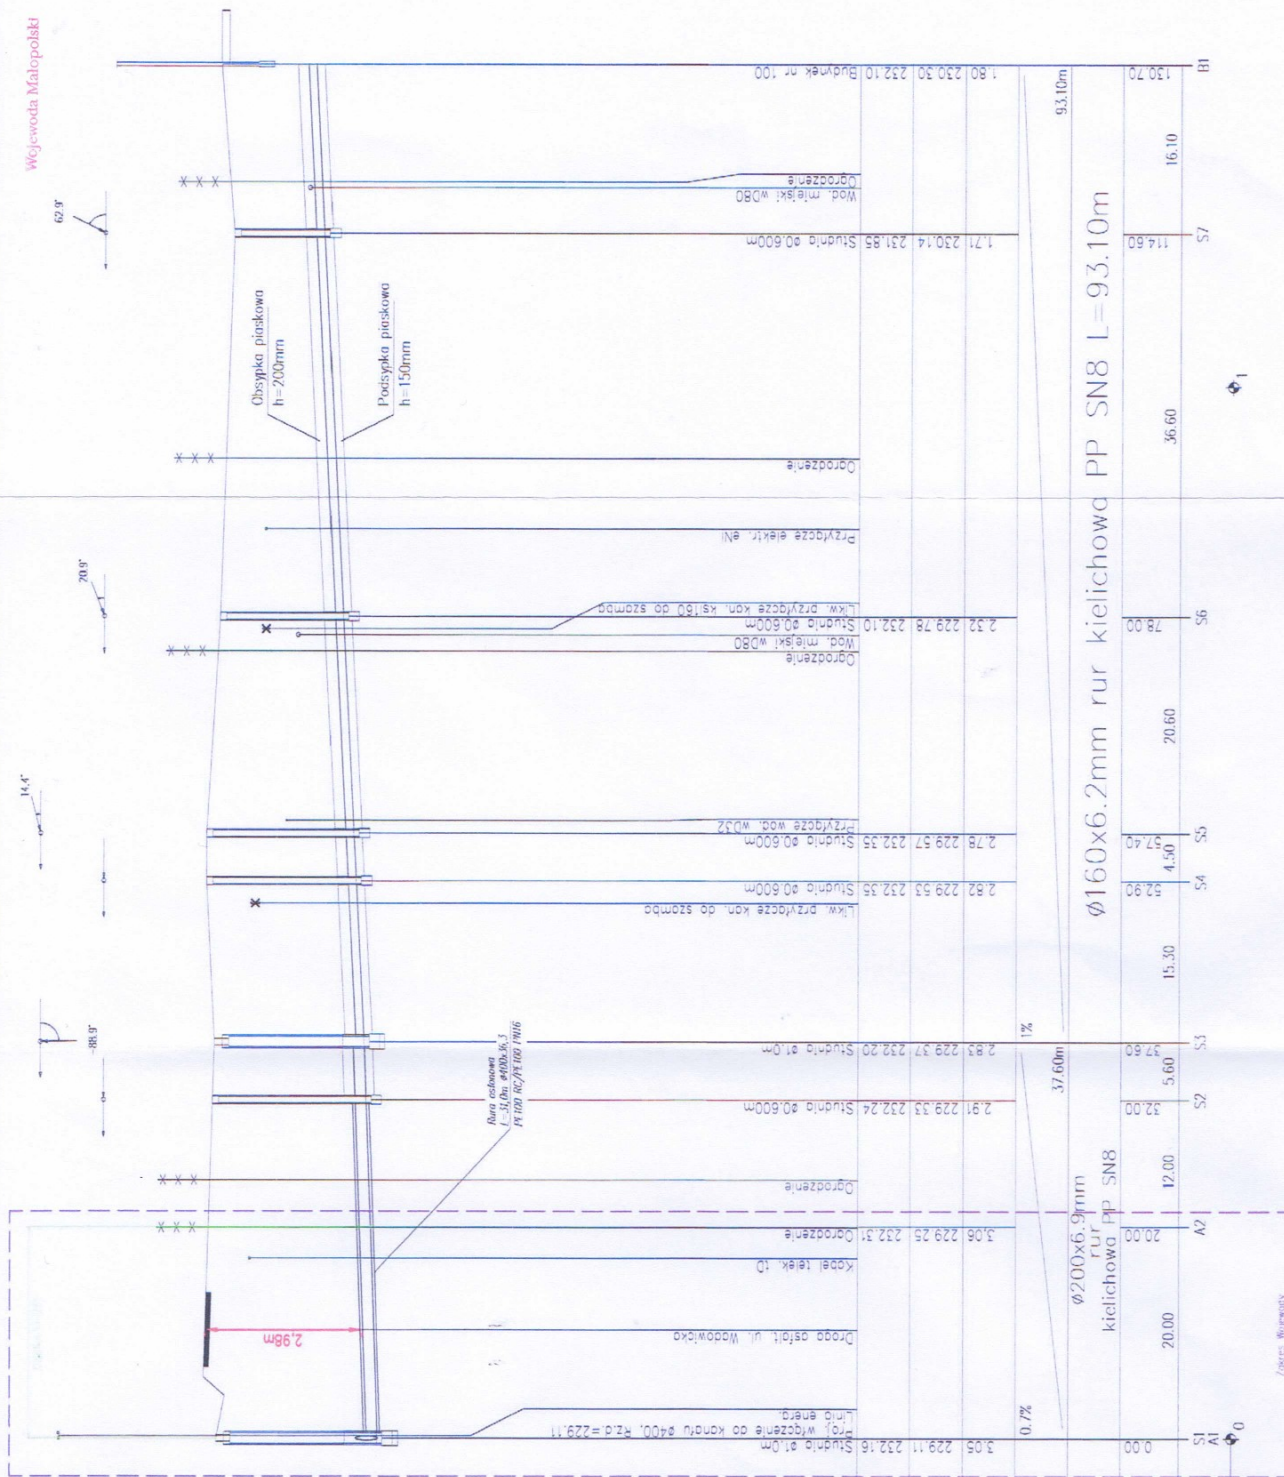 Wojewoda Małopolski
62.9°
20.9°
14.4°
-88.9°
Obsypka piaskowa
h=200mm
Podsypka piaskowa
h=150mm
Rura osłonowa
2,98m
Budynek nr 100
232.10
230.30
1.80
130.70
B1
16.10
Ogrodzenie
Wod. miejski wD80
Studnia ø0.600m
231.85
230.14
1.71
114.60
S7
36.60
Ogrodzenie
Przyłącze elektr. eNi
Likw. przyłącze kan. ksi160 do szamba
Studnia ø0.600m
232.10
229.78
2.32
78.00
S6
Wod. miejski wD80
Ogrodzenie
20.60
Przyłącze wod. wD32
Studnia ø0.600m
232.35
229.57
2.78
57.40
S5
4.50
Studnia ø0.600m
232.35
229.53
2.82
52.90
S4
Likw. przyłącze kan. do szamba
15.30
Studnia ø1.0m
232.20
229.37
2.83
37.60
S3
5.60
Studnia ø0.600m
232.24
229.33
2.91
32.00
S2
12.00
Ogrodzenie
Ogrodzenie
232.31
229.25
3.06
20.00
A2
Kabel telek. tD
Droga asfalt. ul. Wadowicka
20.00
Linia energ.
Proj. włączenie do kanału ø400, Rz.d.=229.11
Studnia ø1.0m
232.16
229.11
3.05
0.00
S1
A1
0
1
93.10m
1%
37.60m
0.7%
ø160x6.2mm rur kielichowa PP SN8 L=93.10m
ø200x6.9mm
rur
kielichowa PP SN8
Zakres Wojewody